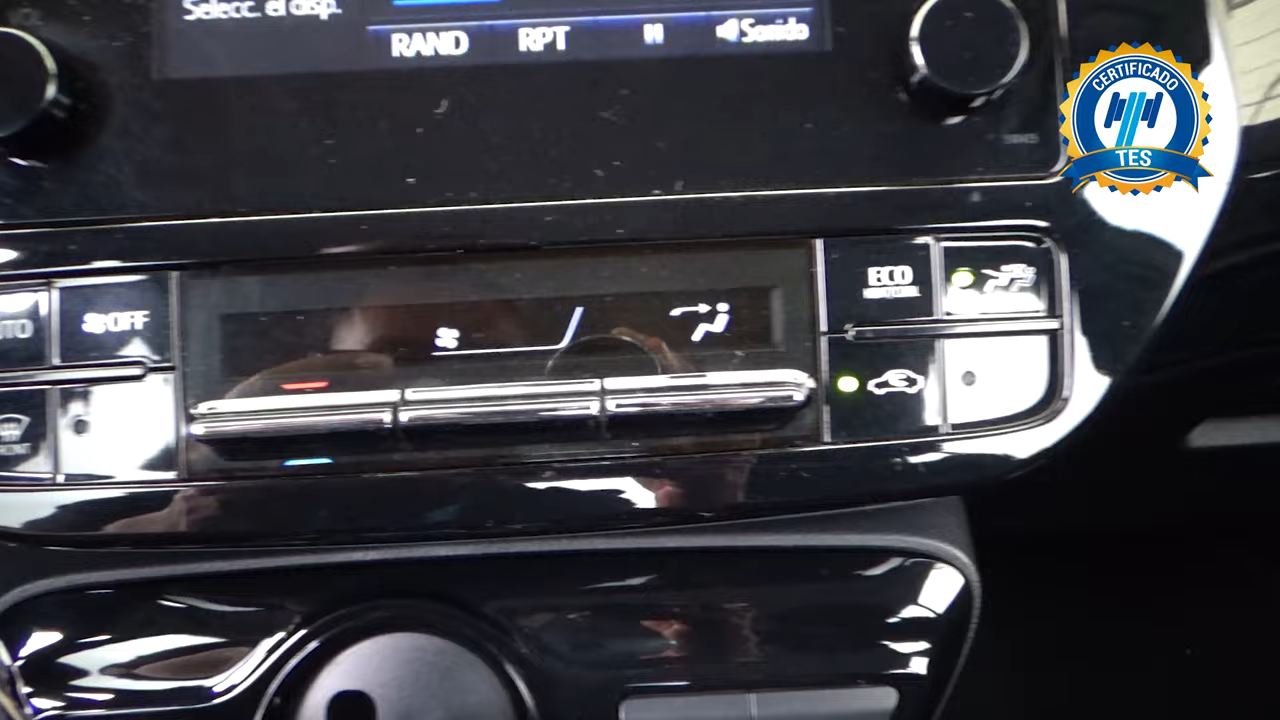 Selecc. el disp.
RAND RPT Sonido
CERTIFICADO
TES
OFF
ECO